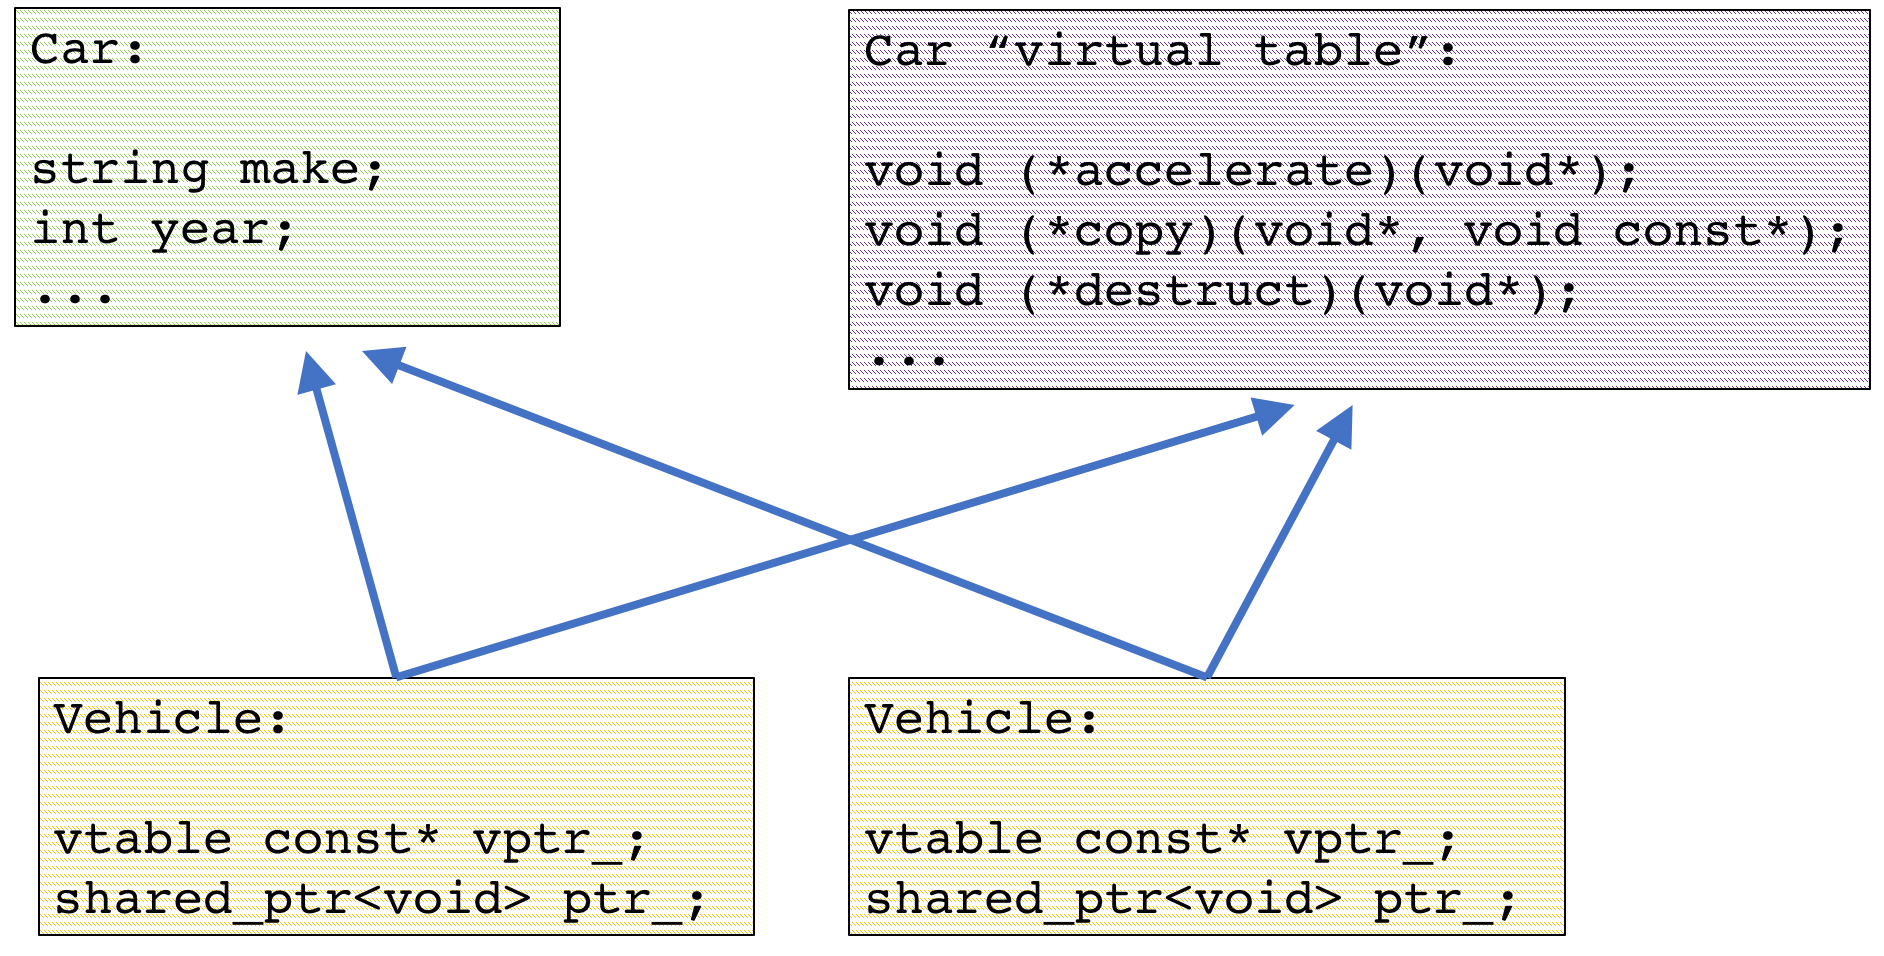 Car:
string make;
int year;
...
Car “virtual table”:
void (*accelerate)(void*);
void (*copy)(void*, void const*);
void (*destruct)(void*);
...
Vehicle:
vtable const* vptr_;
shared_ptr<void> ptr_;
Vehicle:
vtable const* vptr_;
shared_ptr<void> ptr_;